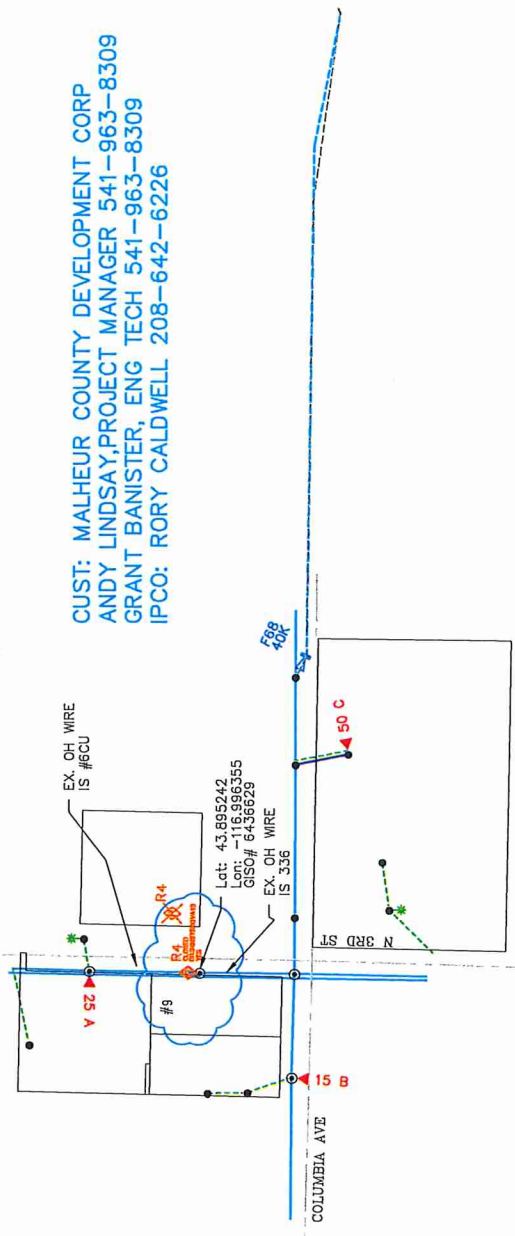 CUST: MALHEUR COUNTY DEVELOPMENT CORP
ANDY LINDSAY,PROJECT MANAGER 541-963-8309
GRANT BANISTER, ENG TECH 541-963-8309
IPCO: RORY CALDWELL 208-642-6226
EX. OH WIRE
IS #6CU
R4
R4
25 A
#9
Lat: 43.895242
Lon: -116.996355
GISO# 6436629
EX. OH WIRE
IS 336
F68
40K
50 C
N 3RD ST
15 B
COLUMBIA AVE